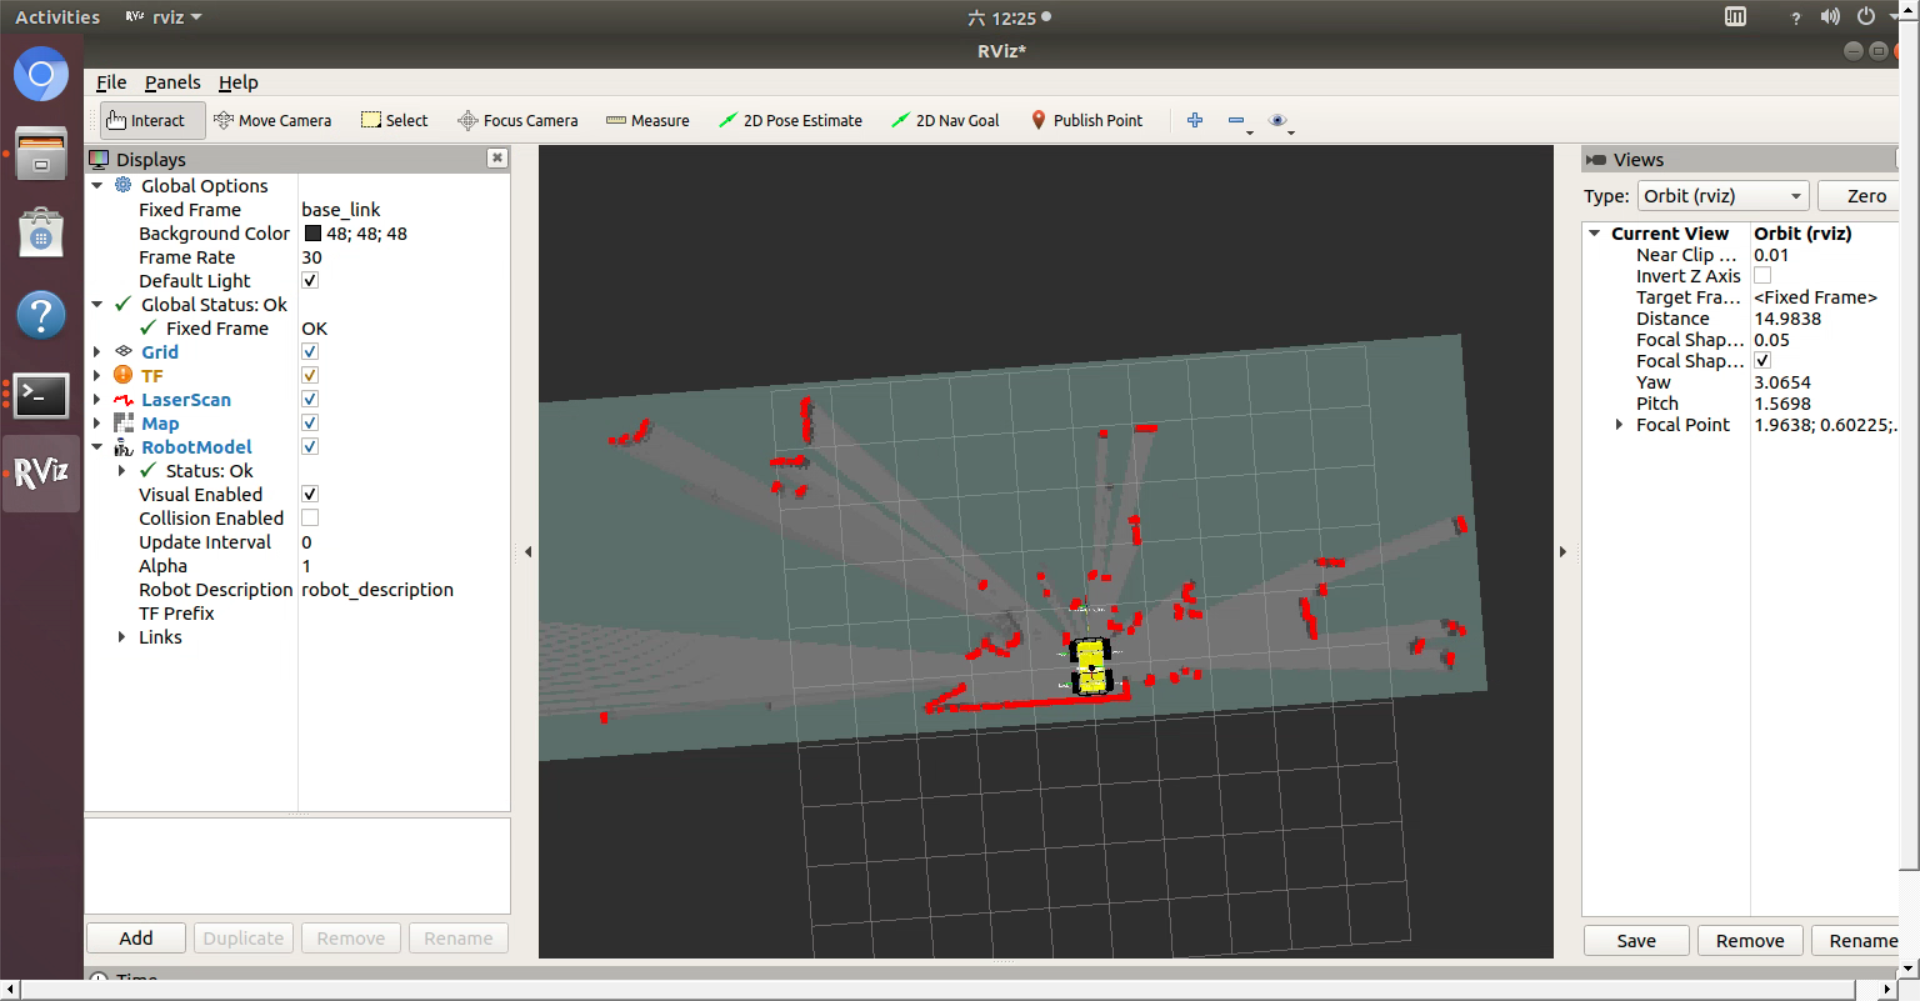 Activities RViz rviz 六 12:25 ?
RViz*
File Panels Help
Interact Move Camera Select Focus Camera Measure 2D Pose Estimate 2D Nav Goal Publish Point
Displays
Global Options
Fixed Frame base_link
Background Color 48; 48; 48
Frame Rate 30
Default Light
Global Status: Ok
Fixed Frame OK
Grid
TF
LaserScan
Map
RobotModel
Status: Ok
Visual Enabled
Collision Enabled
Update Interval 0
Alpha 1
Robot Description robot_description
TF Prefix
Links
Add Duplicate Remove Rename
Time
RViz
Views
Type: Orbit (rviz) Zero
Current View Orbit (rviz)
Near Clip ... 0.01
Invert Z Axis
Target Fra... <Fixed Frame>
Distance 14.9838
Focal Shap... 0.05
Focal Shap...
Yaw 3.0654
Pitch 1.5698
Focal Point 1.9638; 0.60225;.
Save Remove Rename